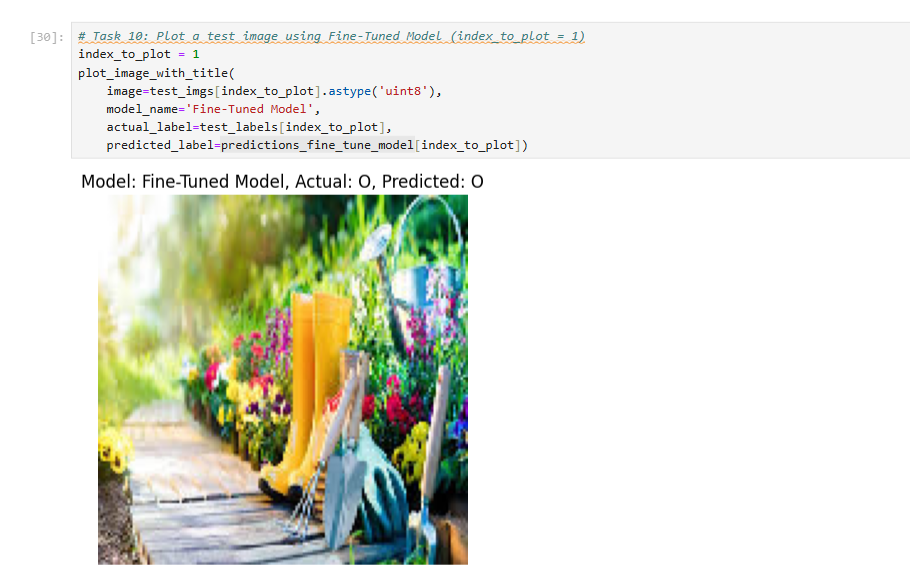 [30]:
# Task 10: Plot a test image using Fine-Tuned Model (index_to_plot = 1)
index_to_plot = 1
plot_image_with_title(
    image=test_imgs[index_to_plot].astype('uint8'),
    model_name='Fine-Tuned Model',
    actual_label=test_labels[index_to_plot],
    predicted_label=predictions_fine_tune_model[index_to_plot])
Model: Fine-Tuned Model, Actual: O, Predicted: O